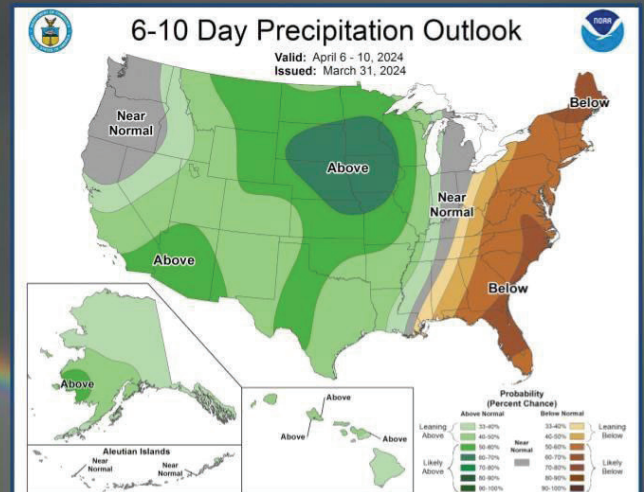 6-10 Day Precipitation Outlook
Valid: April 6 - 10, 2024
Issued: March 31, 2024
NOAA
Near
Normal
Below
Above
Near
Normal
Above
Below
Above
Above
Above
Above
Aleutian Islands
Near
Normal
Near
Normal
Probability
(Percent Chance)
Above Normal
Below Normal
Leaning
Above
33-40%
40-50%
50-60%
Likely
Above
60-70%
70-80%
80-90%
90-100%
Near
Normal
33-40%
40-50%
50-60%
60-70%
70-80%
80-90%
90-100%
Leaning
Below
Likely
Below